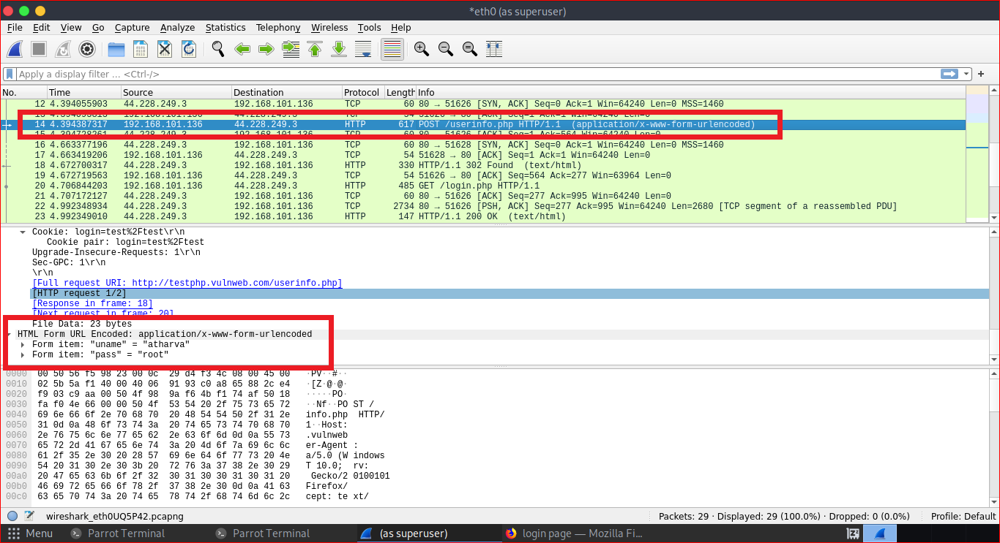 *eth0 (as superuser)
File Edit View Go Capture Analyze Statistics Telephony Wireless Tools Help
Apply a display filter ... <Ctrl-/>
No. Time Source Destination Protocol Length Info
12 4.394055903 44.228.249.3 192.168.101.136 TCP 60 80 → 51626 [SYN, ACK] Seq=0 Ack=1 Win=64240 Len=0 MSS=1460
14 4.394387317 192.168.101.136 44.228.249.3 HTTP 617 POST /userinfo.php HTTP/1.1 (application/x-www-form-urlencoded)
15 4.394728261 44.228.249.3 192.168.101.136 TCP 60 80 → 51626 [ACK] Seq=1 Ack=564 Win=64240 Len=0
16 4.663377196 44.228.249.3 192.168.101.136 TCP 60 80 → 51628 [SYN, ACK] Seq=0 Ack=1 Win=64240 Len=0 MSS=1460
17 4.663419206 192.168.101.136 44.228.249.3 TCP 54 51628 → 80 [ACK] Seq=1 Ack=1 Win=64240 Len=0
18 4.672700317 44.228.249.3 192.168.101.136 HTTP 330 HTTP/1.1 302 Found (text/html)
19 4.672719563 192.168.101.136 44.228.249.3 TCP 54 51626 → 80 [ACK] Seq=564 Ack=277 Win=63964 Len=0
20 4.706844203 192.168.101.136 44.228.249.3 HTTP 485 GET /login.php HTTP/1.1
21 4.707172127 44.228.249.3 192.168.101.136 TCP 60 80 → 51626 [ACK] Seq=277 Ack=995 Win=64240 Len=0
22 4.992348934 44.228.249.3 192.168.101.136 TCP 2734 80 → 51626 [PSH, ACK] Seq=277 Ack=995 Win=64240 Len=2680 [TCP segment of a reassembled PDU]
23 4.992349010 44.228.249.3 192.168.101.136 HTTP 147 HTTP/1.1 200 OK (text/html)
Cookie: login=test%2Ftest\r\n
Cookie pair: login=test%2Ftest
Upgrade-Insecure-Requests: 1\r\n
Sec-GPC: 1\r\n
\r\n
[Full request URI: http://testphp.vulnweb.com/userinfo.php]
[HTTP request 1/2]
[Response in frame: 18]
[Next request in frame: 20]
File Data: 23 bytes
HTML Form URL Encoded: application/x-www-form-urlencoded
Form item: "uname" = "atharva"
Form item: "pass" = "root"
0000 00 50 56 f5 98 23 00 0c 29 d4 f3 4c 08 00 45 00 ·PV··#··
0010 02 5b 5a f1 40 00 40 06 91 93 c0 a8 65 88 2c e4 ·[Z·@·@·
0020 f9 03 c9 aa 00 50 4f 98 9a f6 4b f1 74 af 50 18 ·····PO·
0030 fa f0 4e 66 00 00 50 4f 53 54 20 2f 75 73 65 72 ··Nf··PO ST /
0040 69 6e 66 6f 2e 70 68 70 20 48 54 54 50 2f 31 2e info.php HTTP/
0050 31 0d 0a 48 6f 73 74 3a 20 74 65 73 74 70 68 70 1··Host:
0060 2e 76 75 6c 6e 77 65 62 2e 63 6f 6d 0d 0a 55 73 .vulnweb
0070 65 72 2d 41 67 65 6e 74 3a 20 4d 6f 7a 69 6c 6c er-Agent :
0080 61 2f 35 2e 30 20 28 57 69 6e 64 6f 77 73 20 4e a/5.0 (W indows
0090 54 20 31 30 2e 30 3b 20 72 76 3a 37 38 2e 30 29 T 10.0; rv:
00a0 20 47 65 63 6b 6f 2f 32 30 31 30 30 31 30 31 20 Gecko/2 0100101
00b0 46 69 72 65 66 6f 78 2f 37 38 2e 30 0d 0a 41 63 Firefox/
00c0 63 65 70 74 3a 20 74 65 78 74 2f 68 74 6d 6c 2c cept: te xt/
wireshark_eth0UQ5P42.pcapng Packets: 29 · Displayed: 29 (100.0%) · Dropped: 0 (0.0%) Profile: Default
Menu Parrot Terminal Parrot Terminal (as superuser) login page — Mozilla Fi...